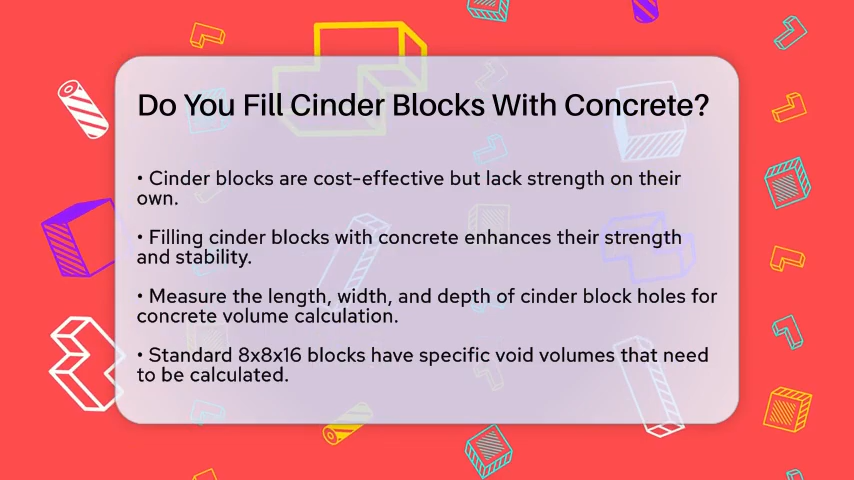 Do You Fill Cinder Blocks With Concrete?
• Cinder blocks are cost-effective but lack strength on their
own.
• Filling cinder blocks with concrete enhances their strength
and stability.
• Measure the length, width, and depth of cinder block holes for
concrete volume calculation.
• Standard 8x8x16 blocks have specific void volumes that need
to be calculated.